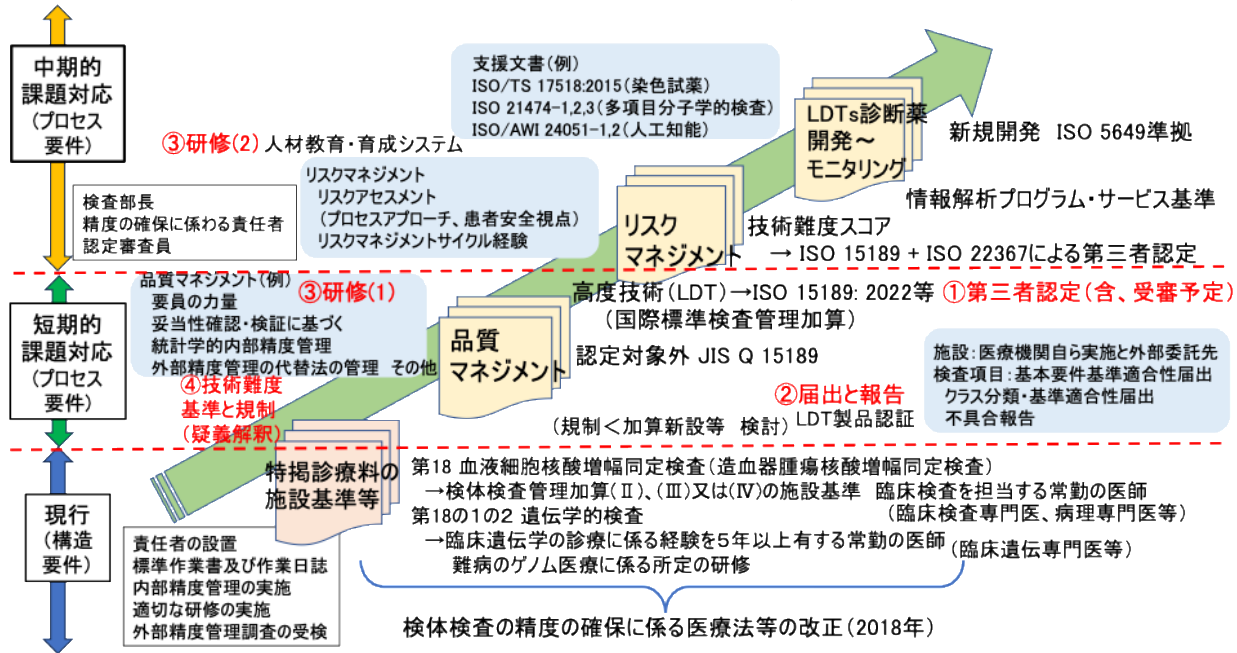 中期的
課題対応
(プロセス
要件)
③研修(2) 人材教育・育成システム
検査部長
精度の確保に係わる責任者
認定審査員
支援文書(例)
ISO/TS 17518:2015(染色試薬)
ISO 21474-1,2,3(多項目分子学的検査)
ISO/AWI 24051-1,2(人工知能)
リスクマネジメント
リスクアセスメント
(プロセスアプローチ、患者安全視点)
リスクマネジメントサイクル経験
LDTs診断薬
開発~
モニタリング
新規開発 ISO 5649準拠
情報解析プログラム・サービス基準
リスク
マネジメント
技術難度スコア
→ ISO 15189 + ISO 22367による第三者認定
短期的
課題対応
(プロセス
要件)
品質マネジメント(例)
③研修(1)
要員の力量
妥当性確認・検証に基づく
統計学的内部精度管理
外部精度管理の代替法の管理 その他
④技術難度
基準と規制
(疑義解釈)
品質
マネジメント
高度技術(LDT)→ISO 15189: 2022等 ①第三者認定(含、受審予定)
(国際標準検査管理加算)
認定対象外 JIS Q 15189
②届出と報告
(規制<加算新設等 検討) LDT製品認証
施設:医療機関自ら実施と外部委託先
検査項目:基本要件基準適合性届出
クラス分類・基準適合性届出
不具合報告
現行
(構造
要件)
特掲診療料の
施設基準等
責任者の設置
標準作業書及び作業日誌
内部精度管理の実施
適切な研修の実施
外部精度管理調査の受検
第18 血液細胞核酸増幅同定検査(造血器腫瘍核酸増幅同定検査)
→検体検査管理加算(Ⅱ)、(Ⅲ)又は(Ⅳ)の施設基準 臨床検査を担当する常勤の医師
(臨床検査専門医、病理専門医等)
第18の1の2 遺伝学的検査
→臨床遺伝学の診療に係る経験を5年以上有する常勤の医師 (臨床遺伝専門医等)
難病のゲノム医療に係る所定の研修
検体検査の精度の確保に係る医療法等の改正(2018年)